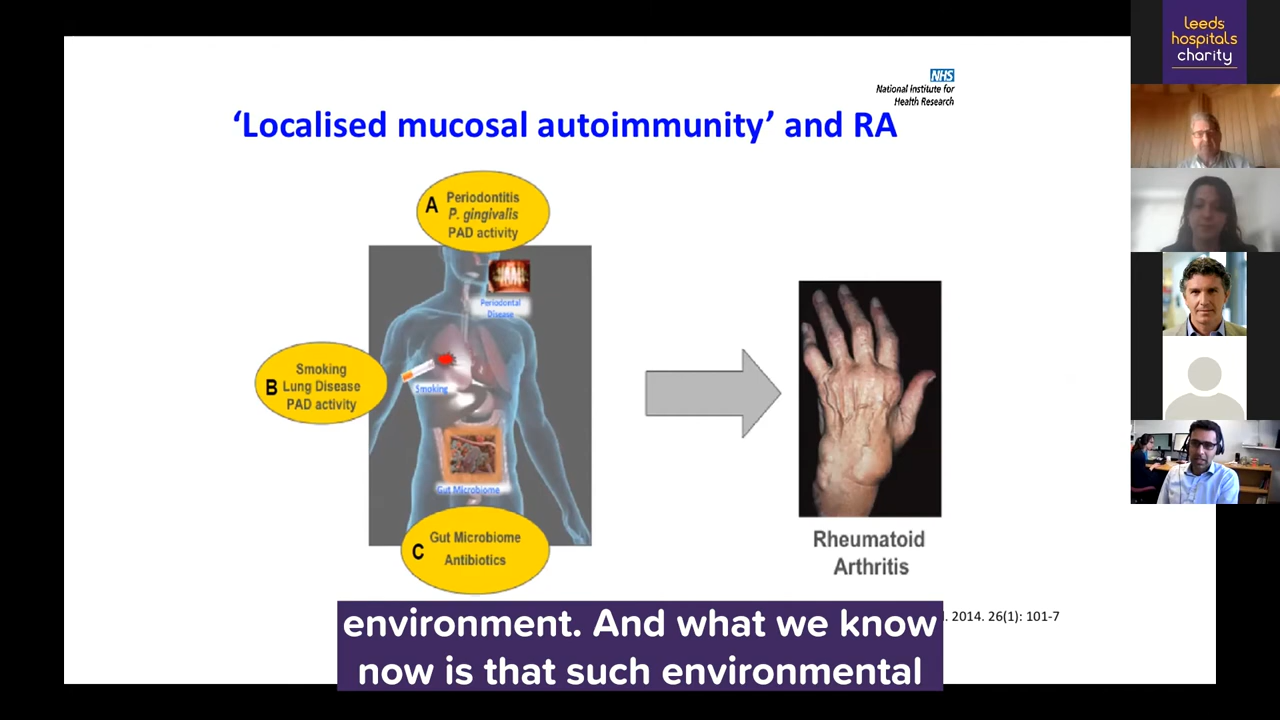 leeds
hospitals
charity
NHS
National Institute for
Health Research
‘Localised mucosal autoimmunity’ and RA
A
Periodontitis
P. gingivalis
PAD activity
Periodontal
Disease
B
Smoking
Lung Disease
PAD activity
Smoking
Gut Microbiome
C
Gut Microbiome
Antibiotics
Rheumatoid
Arthritis
. 2014. 26(1): 101-7
environment. And what we know
now is that such environmental